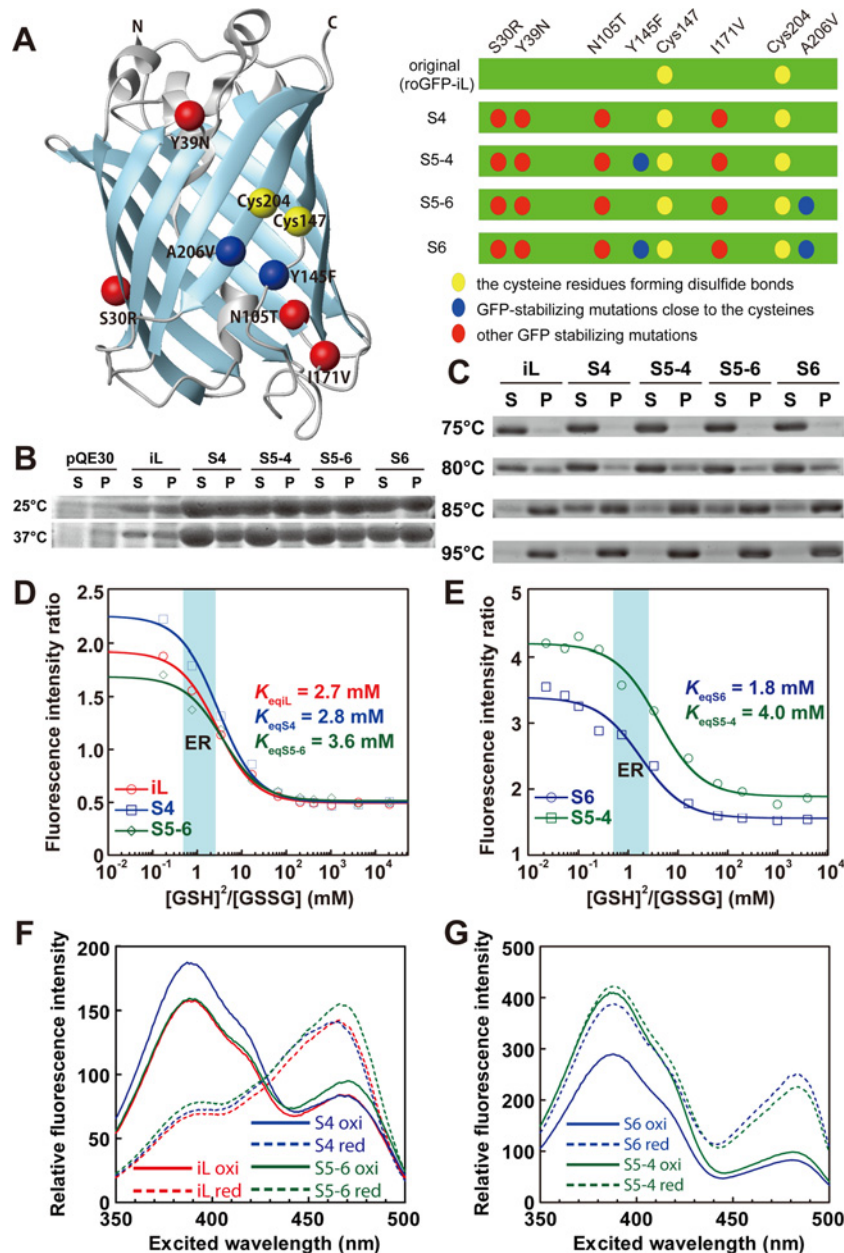 A
N
C
Y39N
Cys204
Cys147
A206V
Y145F
S30R
N105T
I171V
S30R
Y39N
N105T
Y145F
Cys147
I171V
Cys204
A206V
original
(roGFP-iL)
S4
S5-4
S5-6
S6
the cysteine residues forming disulfide bonds
GFP-stabilizing mutations close to the cysteines
other GFP stabilizing mutations
B
pQE30 iL S4 S5-4 S5-6 S6
S P S P S P S P S P S P
25°C
37°C
C
iL S4 S5-4 S5-6 S6
S P S P S P S P S P
75°C
80°C
85°C
95°C
D
Fluorescence intensity ratio
2.5
2.0
1.5
1.0
0.5
0
KeqiL = 2.7 mM
KeqS4 = 2.8 mM
KeqS5-6 = 3.6 mM
ER
iL
S4
S5-6
10-2 10-1 1 10 102 103 104
[GSH]2/[GSSG] (mM)
E
Fluorescence intensity ratio
5
4
3
2
1
KeqS6 = 1.8 mM
KeqS5-4 = 4.0 mM
ER
S6
S5-4
10-2 10-1 1 10 102 103 104
[GSH]2/[GSSG] (mM)
F
Relative fluorescence intensity
200
150
100
50
0
S4 oxi
S4 red
iL oxi
iL red
S5-6 oxi
S5-6 red
350 400 450 500
Excited wavelength (nm)
G
Relative fluorescence intensity
500
400
300
200
100
0
S6 oxi
S6 red
S5-4 oxi
S5-4 red
350 400 450 500
Excited wavelength (nm)